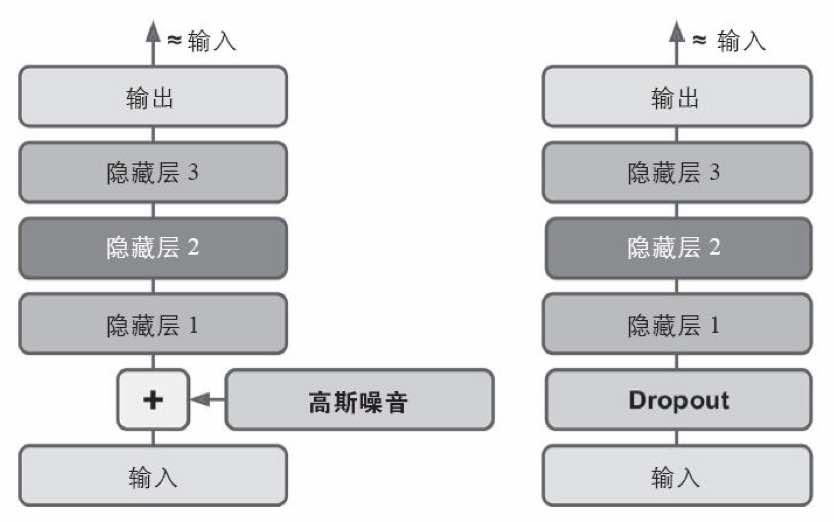 ≈输入
输出
隐藏层 3
隐藏层 2
隐藏层 1
+
高斯噪音
输入
≈ 输入
输出
隐藏层 3
隐藏层 2
隐藏层 1
Dropout
输入